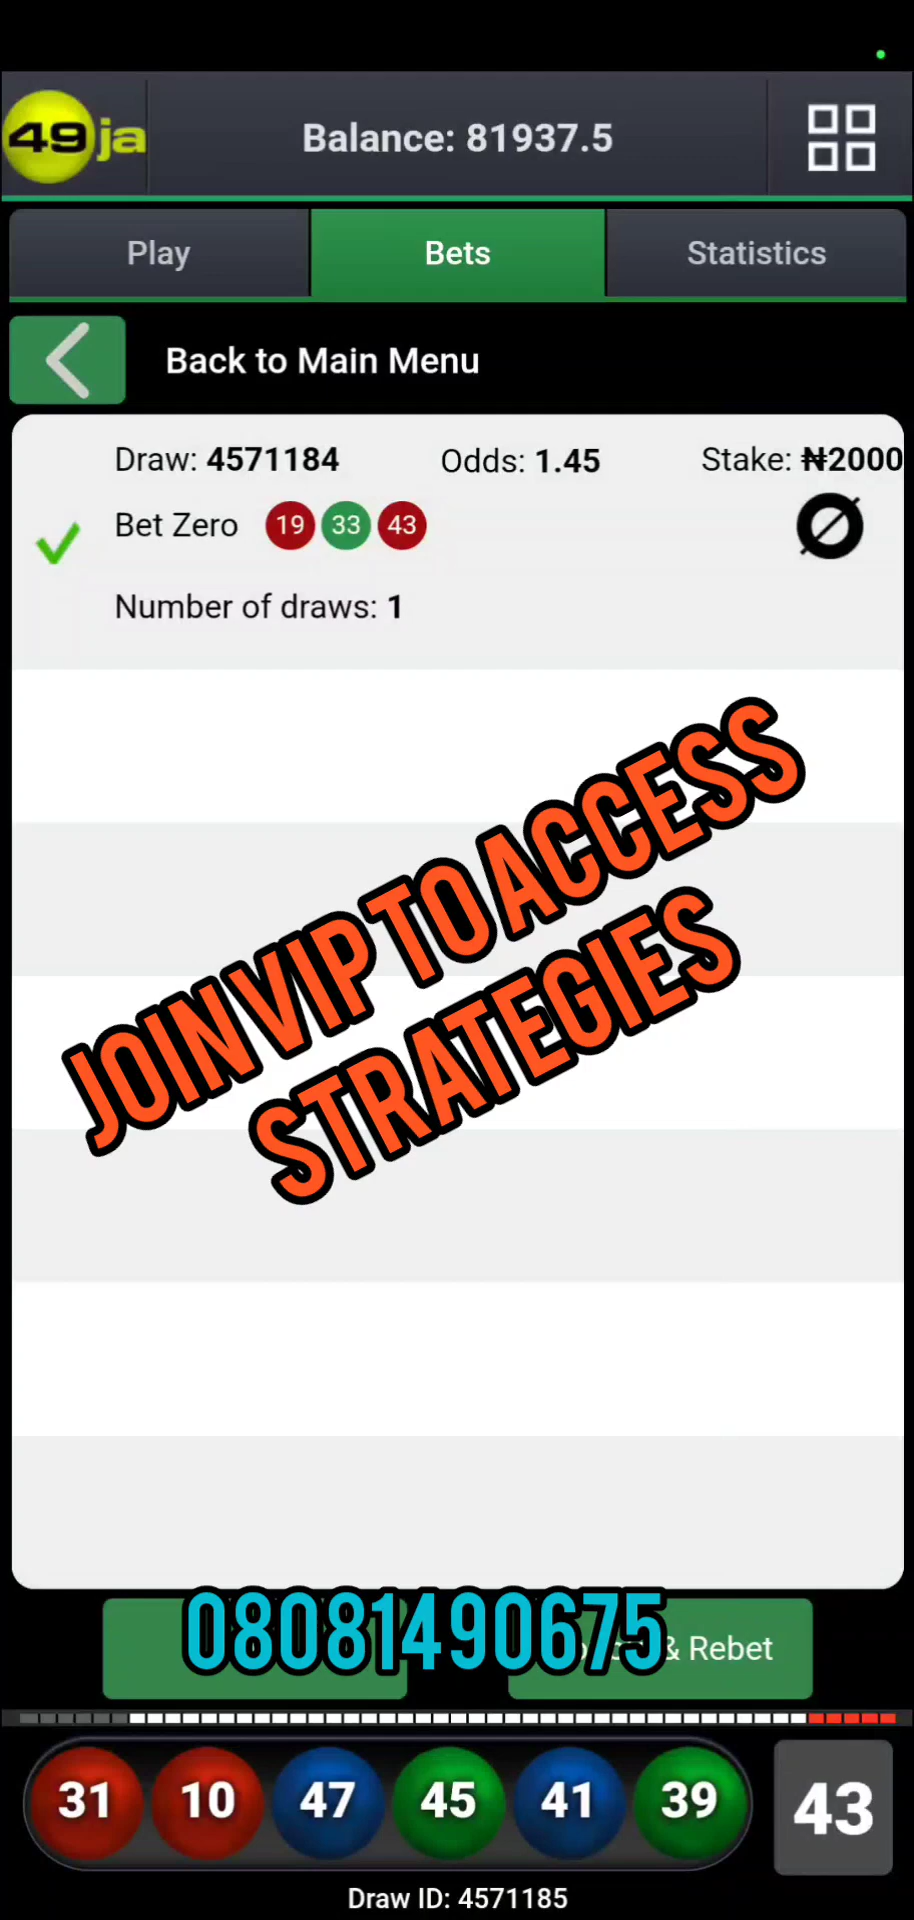 49ja
Balance: 81937.5
Play Bets Statistics
Back to Main Menu
Draw: 4571184 Odds: 1.45 Stake: ₦2000
Bet Zero 19 33 43
Number of draws: 1
JOIN VIP TO ACCESS
STRATEGIES
08081490675
& Rebet
31 10 47 45 41 39 43
Draw ID: 4571185